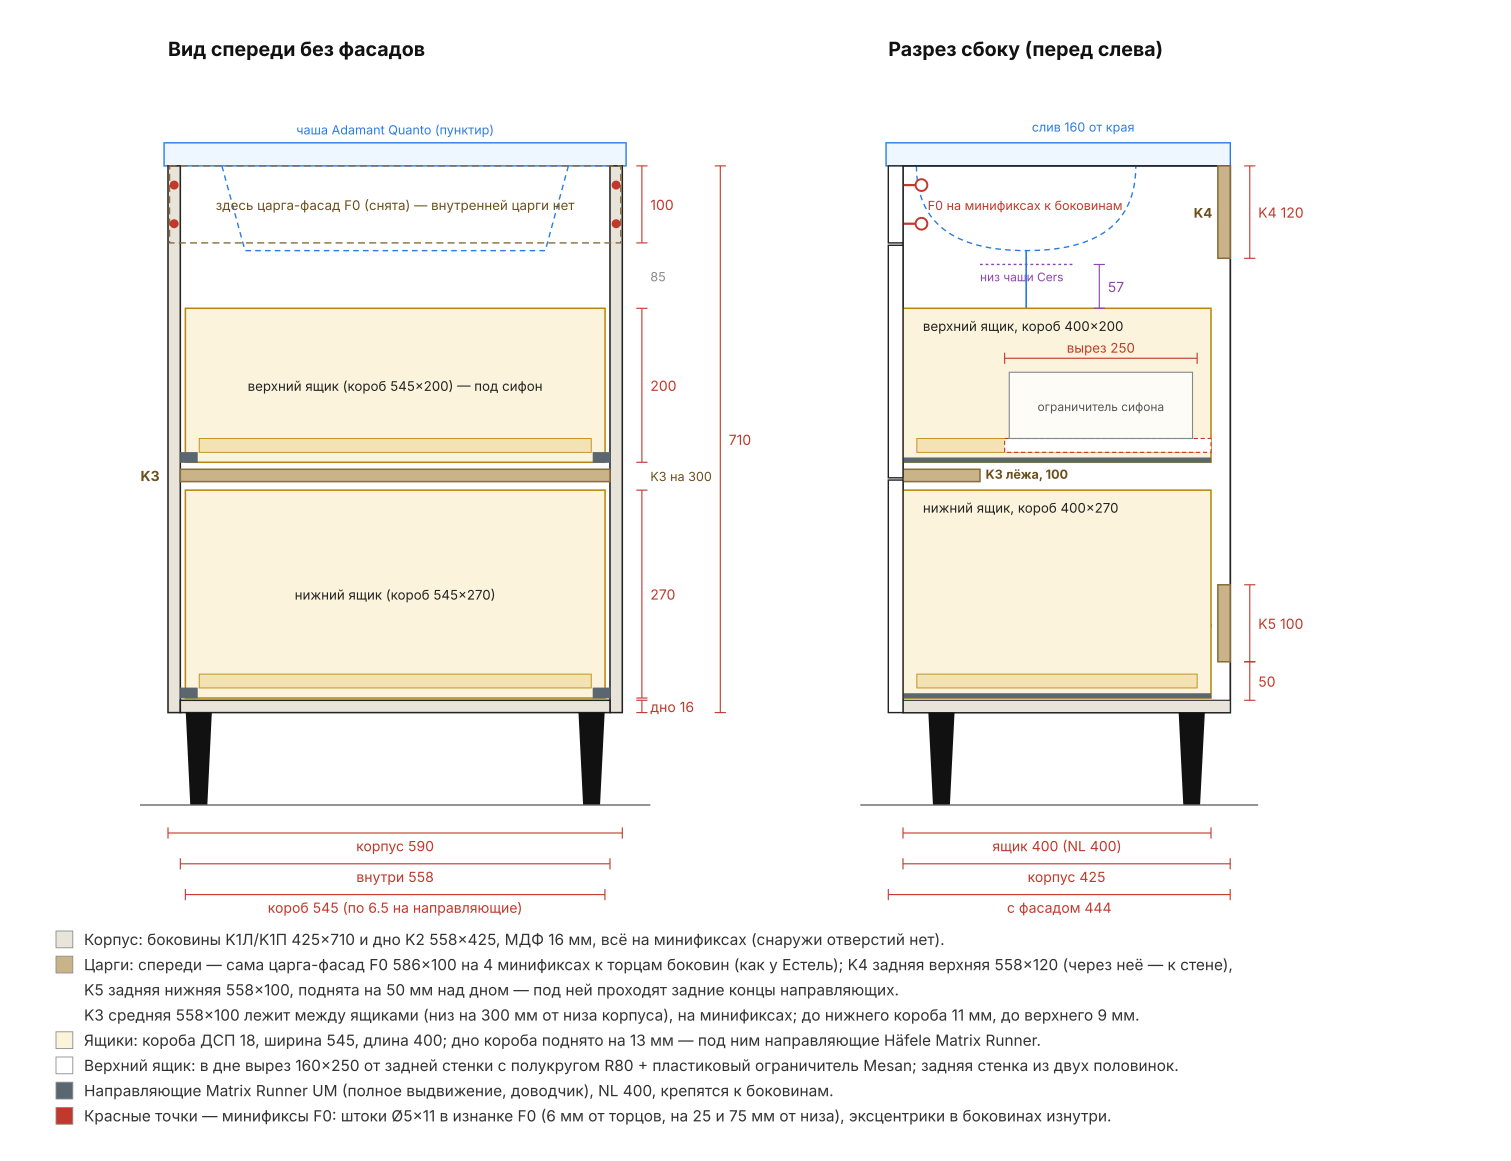 Вид спереди без фасадов
Разрез сбоку (перед слева)
чаша Adamant Quanto (пунктир)
здесь царга-фасад F0 (снята) — внутренней царги нет
100
85
верхний ящик (короб 545×200) — под сифон
200
710
К3
К3 на 300
нижний ящик (короб 545×270)
270
дно 16
корпус 590
внутри 558
короб 545 (по 6.5 на направляющие)
слив 160 от края
F0 на минификсах к боковинам
К4
К4 120
низ чаши Cers
57
верхний ящик, короб 400×200
вырез 250
ограничитель сифона
К3 лёжа, 100
нижний ящик, короб 400×270
К5 100
50
ящик 400 (NL 400)
корпус 425
с фасадом 444
Корпус: боковины К1Л/К1П 425×710 и дно К2 558×425, МДФ 16 мм, всё на минификсах (снаружи отверстий нет).
Царги: спереди — сама царга-фасад F0 586×100 на 4 минификсах к торцам боковин (как у Естель); К4 задняя верхняя 558×120 (через неё — к стене),
К5 задняя нижняя 558×100, поднята на 50 мм над дном — под ней проходят задние концы направляющих.
К3 средняя 558×100 лежит между ящиками (низ на 300 мм от низа корпуса), на минификсах; до нижнего короба 11 мм, до верхнего 9 мм.
Ящики: короба ДСП 18, ширина 545, длина 400; дно короба поднято на 13 мм — под ним направляющие Häfele Matrix Runner.
Верхний ящик: в дне вырез 160×250 от задней стенки с полукругом R80 + пластиковый ограничитель Mesan; задняя стенка из двух половинок.
Направляющие Matrix Runner UM (полное выдвижение, доводчик), NL 400, крепятся к боковинам.
Красные точки — минификсы F0: штоки Ø5×11 в изнанке F0 (6 мм от торцов, на 25 и 75 мм от низа), эксцентрики в боковинах изнутри.